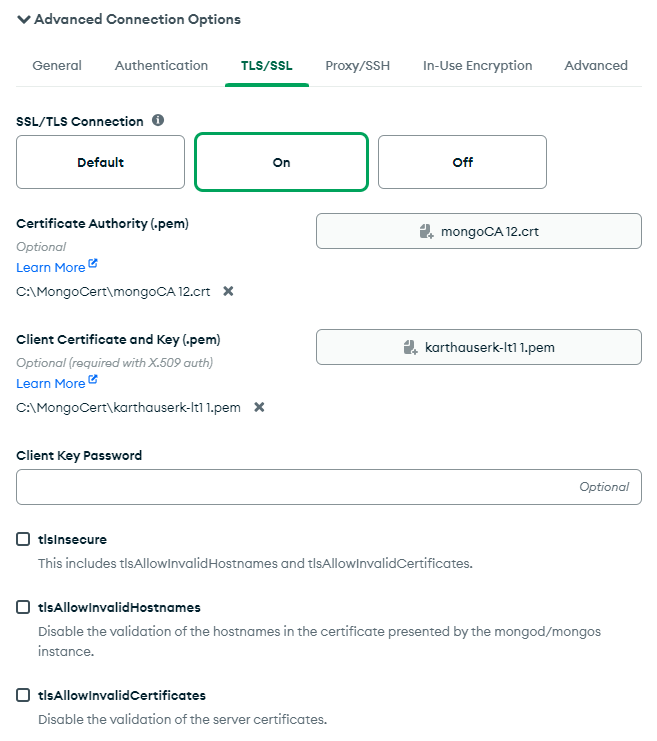 Advanced Connection Options
General Authentication TLS/SSL Proxy/SSH In-Use Encryption Advanced
SSL/TLS Connection
Default On Off
Certificate Authority (.pem)
Optional
Learn More
mongoCA 12.crt
C:\MongoCert\mongoCA 12.crt
Client Certificate and Key (.pem)
Optional (required with X.509 auth)
Learn More
karthauserk-lt1 1.pem
C:\MongoCert\karthauserk-lt1 1.pem
Client Key Password
Optional
tlsInsecure
This includes tlsAllowInvalidHostnames and tlsAllowInvalidCertificates.
tlsAllowInvalidHostnames
Disable the validation of the hostnames in the certificate presented by the mongod/mongos
instance.
tlsAllowInvalidCertificates
Disable the validation of the server certificates.